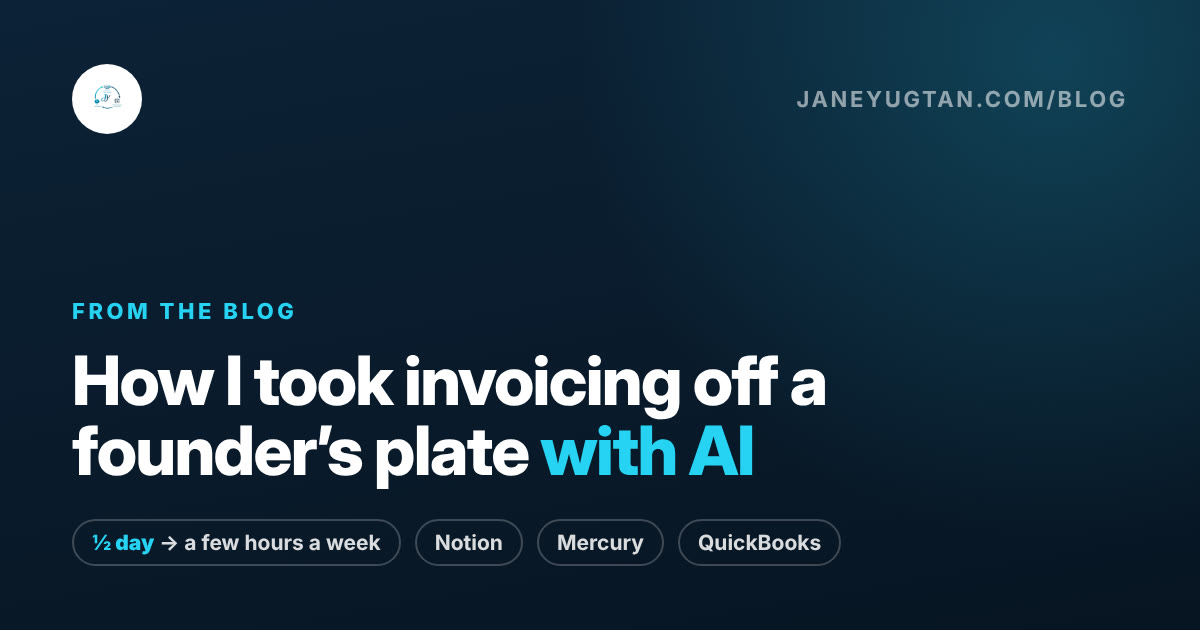 JANEYUGTAN.COM/BLOG
FROM THE BLOG
How I took invoicing off a
founder’s plate with AI
½ day → a few hours a week
Notion
Mercury
QuickBooks